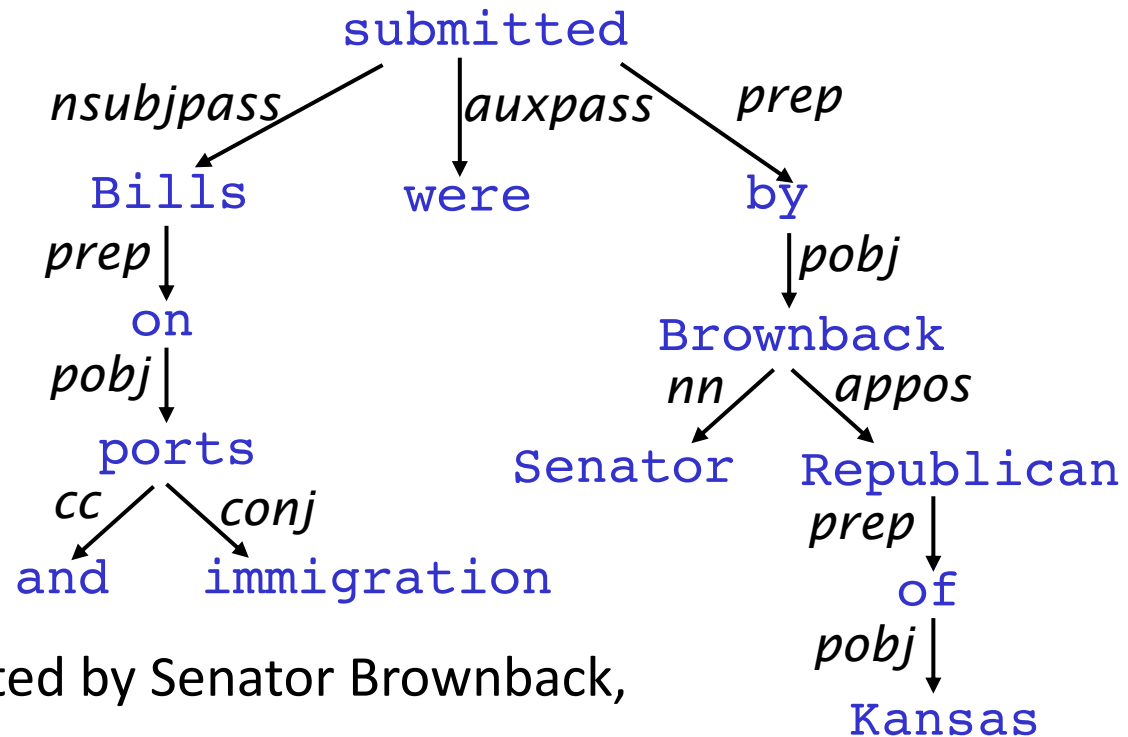 submitted
nsubjpass auxpass prep
Bills were by
prep pobj
on Brownback
pobj nn appos
ports Senator Republican
cc conj prep
and immigration of
ted by Senator Brownback, pobj
Kansas